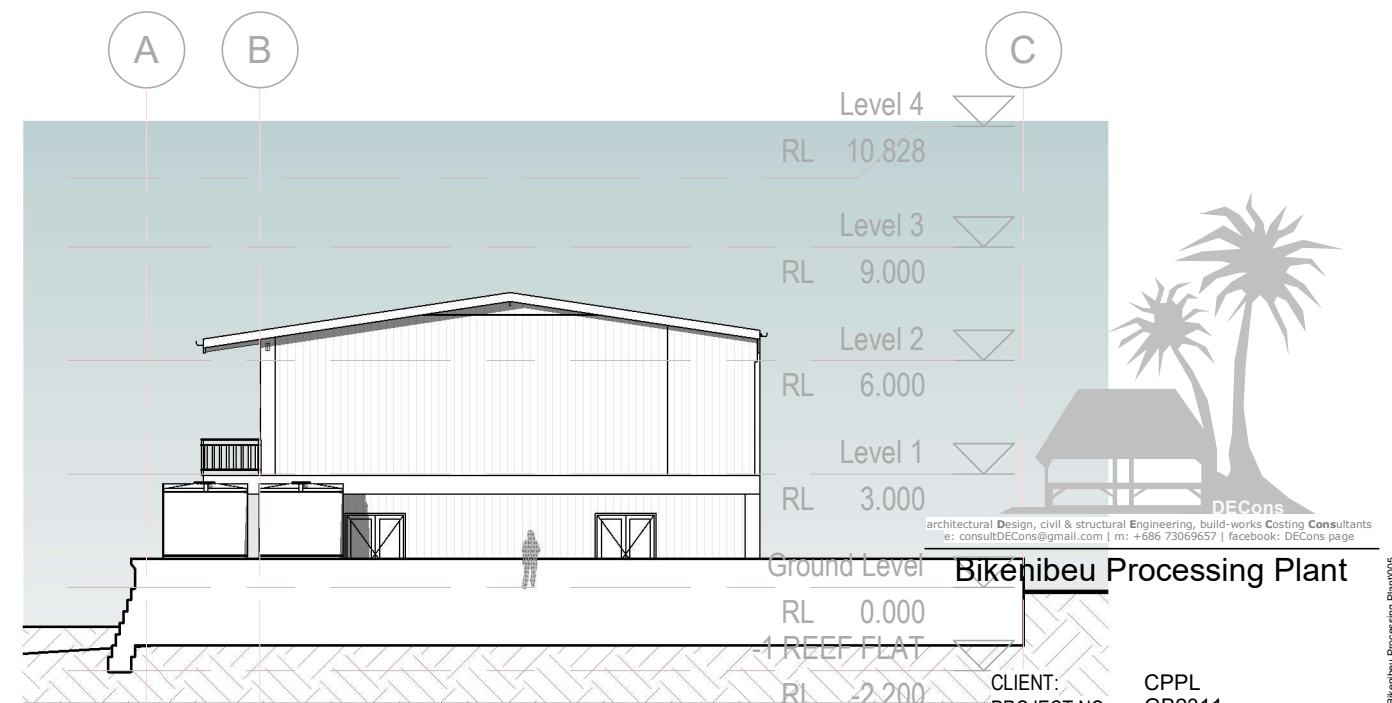 A B C
Level 4
RL 10.828
Level 3
RL 9.000
Level 2
RL 6.000
Level 1
RL 3.000
Ground Level
RL 0.000
-1 REEF FLAT
RL -2.200
DECons
architectural Design, civil & structural Engineering, build-works Costing Consultants
e: consultDECons@gmail.com | m: +686 73069657 | facebook: DECons page
Bikenibeu Processing Plant
CLIENT: CPPL